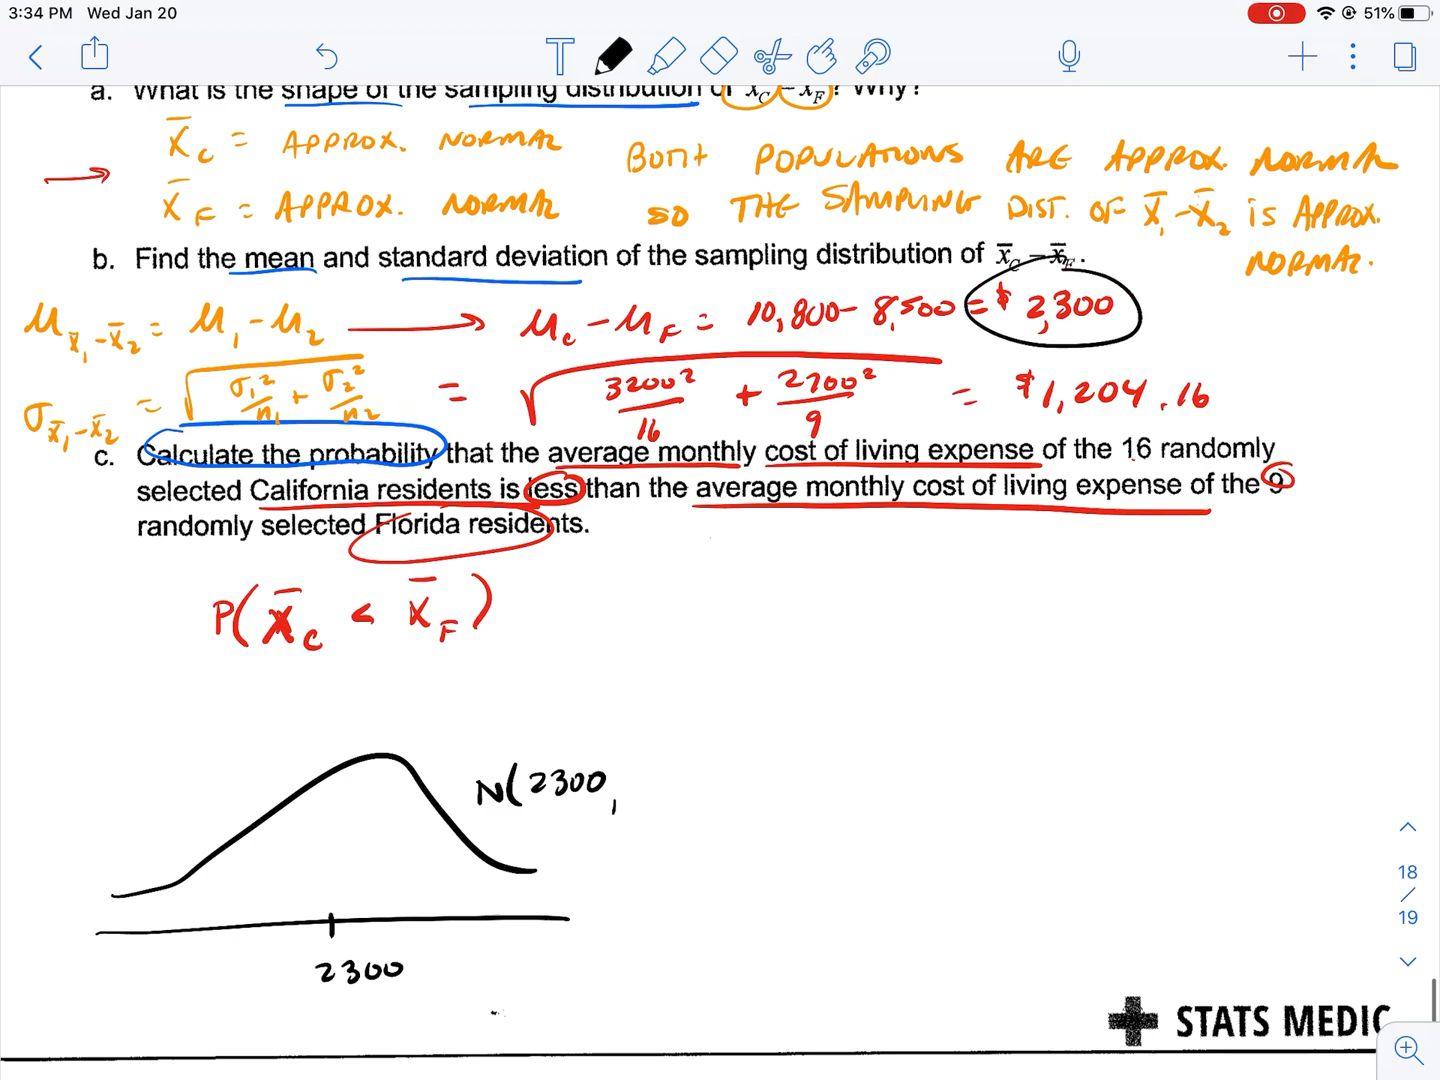 3:34 PM Wed Jan 20
51%
a. What is the shape of the sampling distribution of x̄C − x̄F? Why?
x̄C = APPROX. NORMAL
x̄F = APPROX. NORMAL
BOTH POPULATIONS ARE APPROX. NORMAL
SO THE SAMPLING DIST. OF x̄1 − x̄2 is APPROX.
NORMAL.
b. Find the mean and standard deviation of the sampling distribution of x̄C − x̄F.
μx̄1−x̄2 = μ1 − μ2 → μC − μF = 10,800 − 8,500 = $2,300
σx̄1−x̄2 = √(σ1²/n1 + σ2²/n2) = √(3200²/16 + 2700²/9) = $1,204.16
c. Calculate the probability that the average monthly cost of living expense of the 16 randomly
selected California residents is less than the average monthly cost of living expense of the 9
randomly selected Florida residents.
P(x̄C < x̄F)
N(2300,
2300
18
/
19
STATS MEDIC